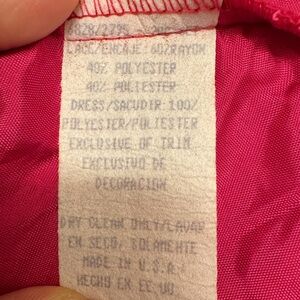 LACE/ENCAJE 60%RAYON
40% POLYESTER
40% POLIESTER
DRESS/SACUDIR 100%
POLYESTER/POLIESTER
EXCLUSIVE OF TRIM
EXCLUSIVO DE
DECORACION
DRY CLEAN ONLY/LAVAR
EN SECO, SOLAMENTE
MADE IN U.S.A.
HECHO EN EE UU